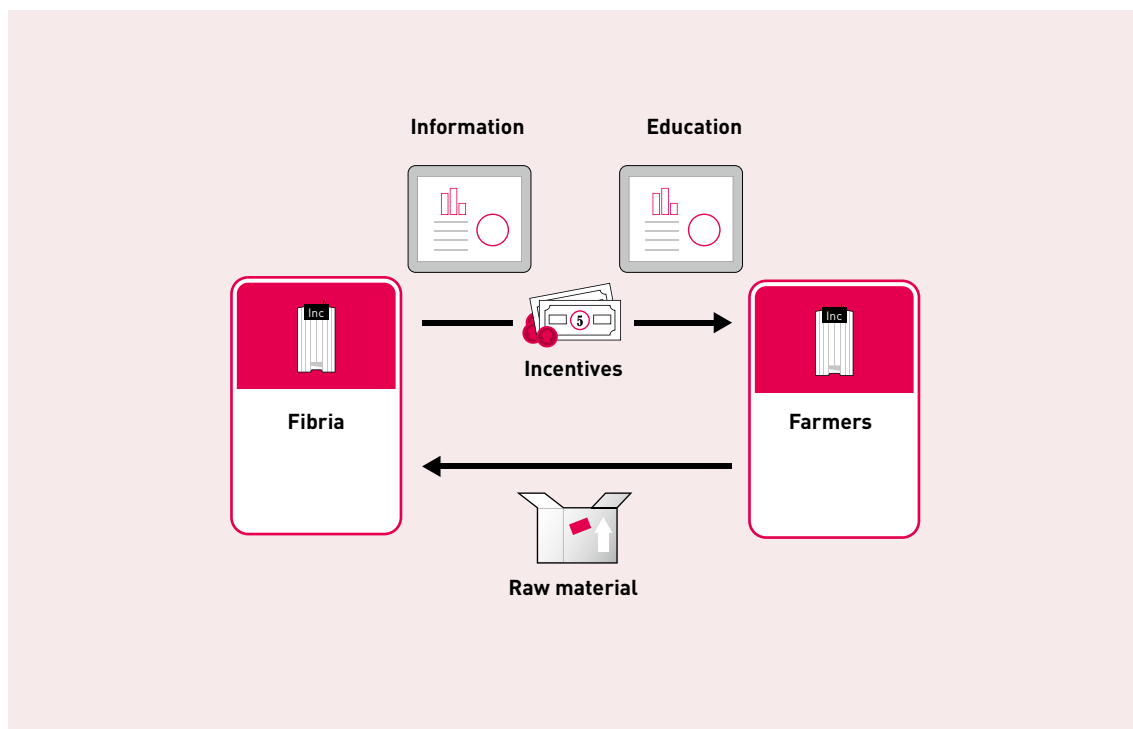 Information
Education
Inc
5
Inc
Incentives
Fibria
Farmers
Raw material